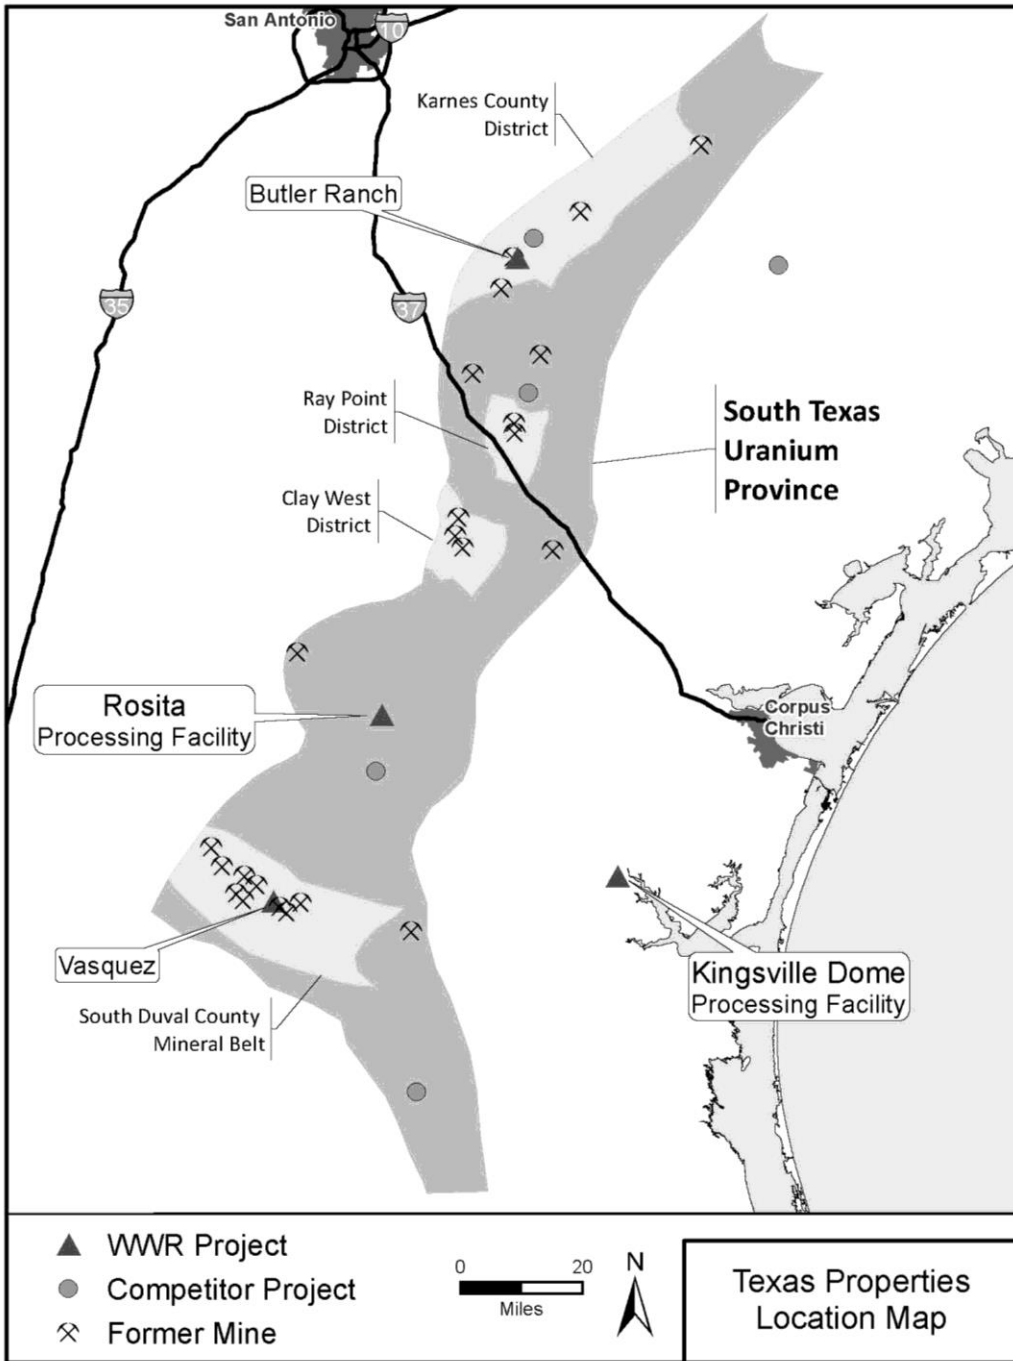 San Antonio
10
Karnes County
District
Butler Ranch
35
37
Ray Point
District
South Texas
Uranium
Province
Clay West
District
Rosita
Processing Facility
Corpus
Christi
Vasquez
Kingsville Dome
Processing Facility
South Duval County
Mineral Belt
WWR Project
Competitor Project
Former Mine
0 20
Miles
N
Texas Properties
Location Map